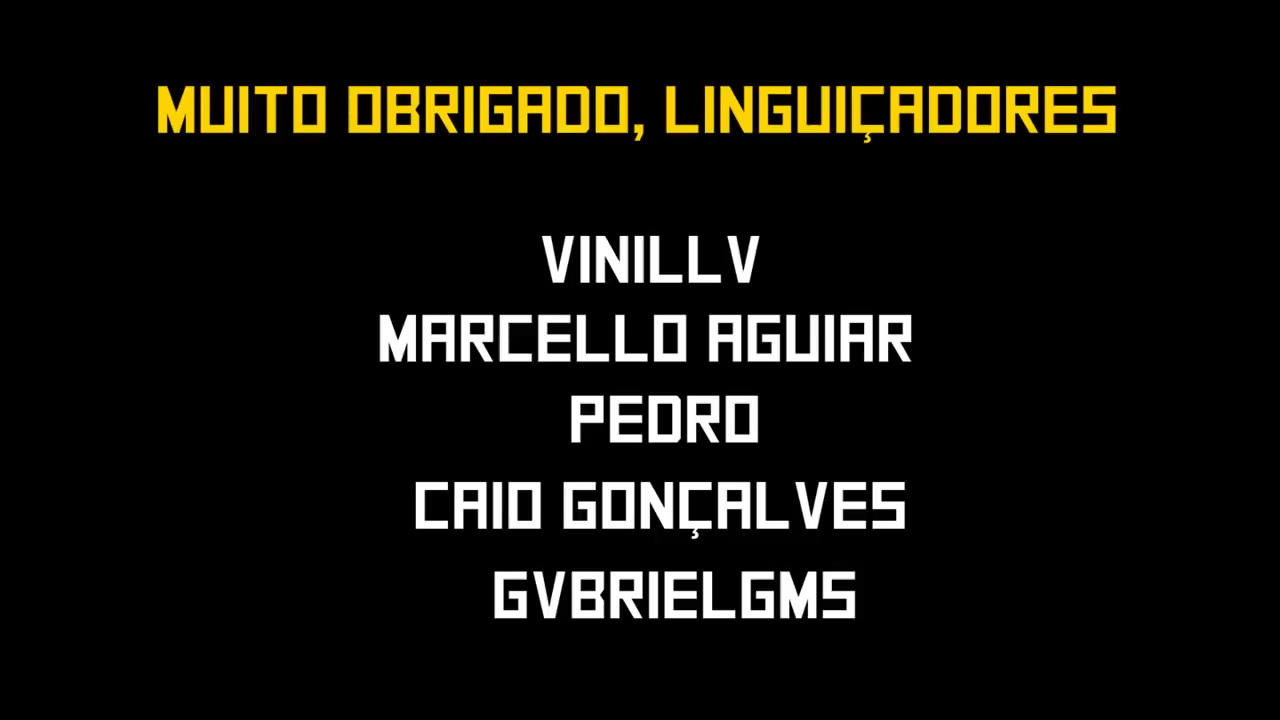 MUITO OBRIGADO, LINGUIÇADORES
VINILLV
MARCELLO AGUIAR
PEDRO
CAIO GONÇALVES
GVBRIELGMS